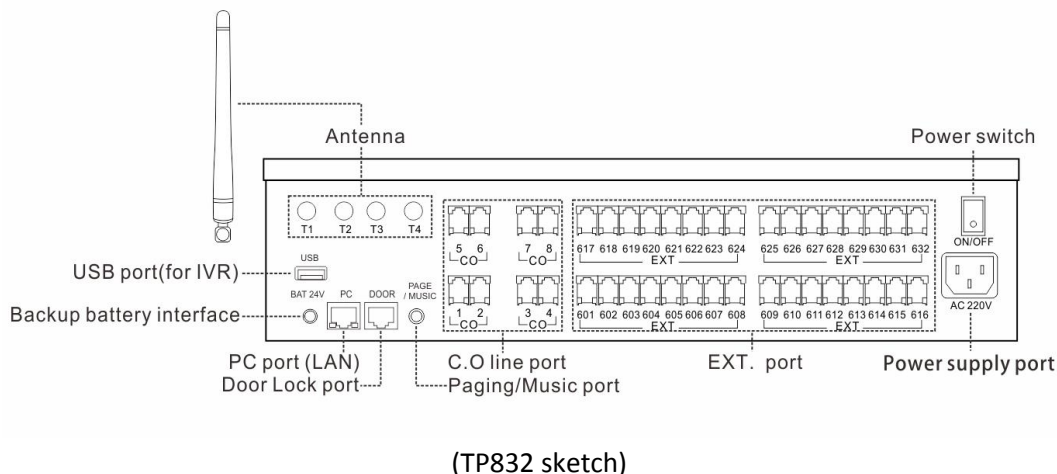 Antenna
Power switch
T1 T2 T3 T4
USB
5 6 7 8
CO CO
617 618 619 620 621 622 623 624 625 626 627 628 629 630 631 632
EXT EXT
ON/OFF
USB port(for IVR)
BAT 24V PC DOOR PAGE
/ MUSIC
AC 220V
Backup battery interface
1 2 3 4
CO CO
601 602 603 604 605 606 607 608 609 610 611 612 613 614 615 616
EXT EXT
PC port (LAN) C.O line port EXT. port Power supply port
Door Lock port Paging/Music port
(TP832 sketch)